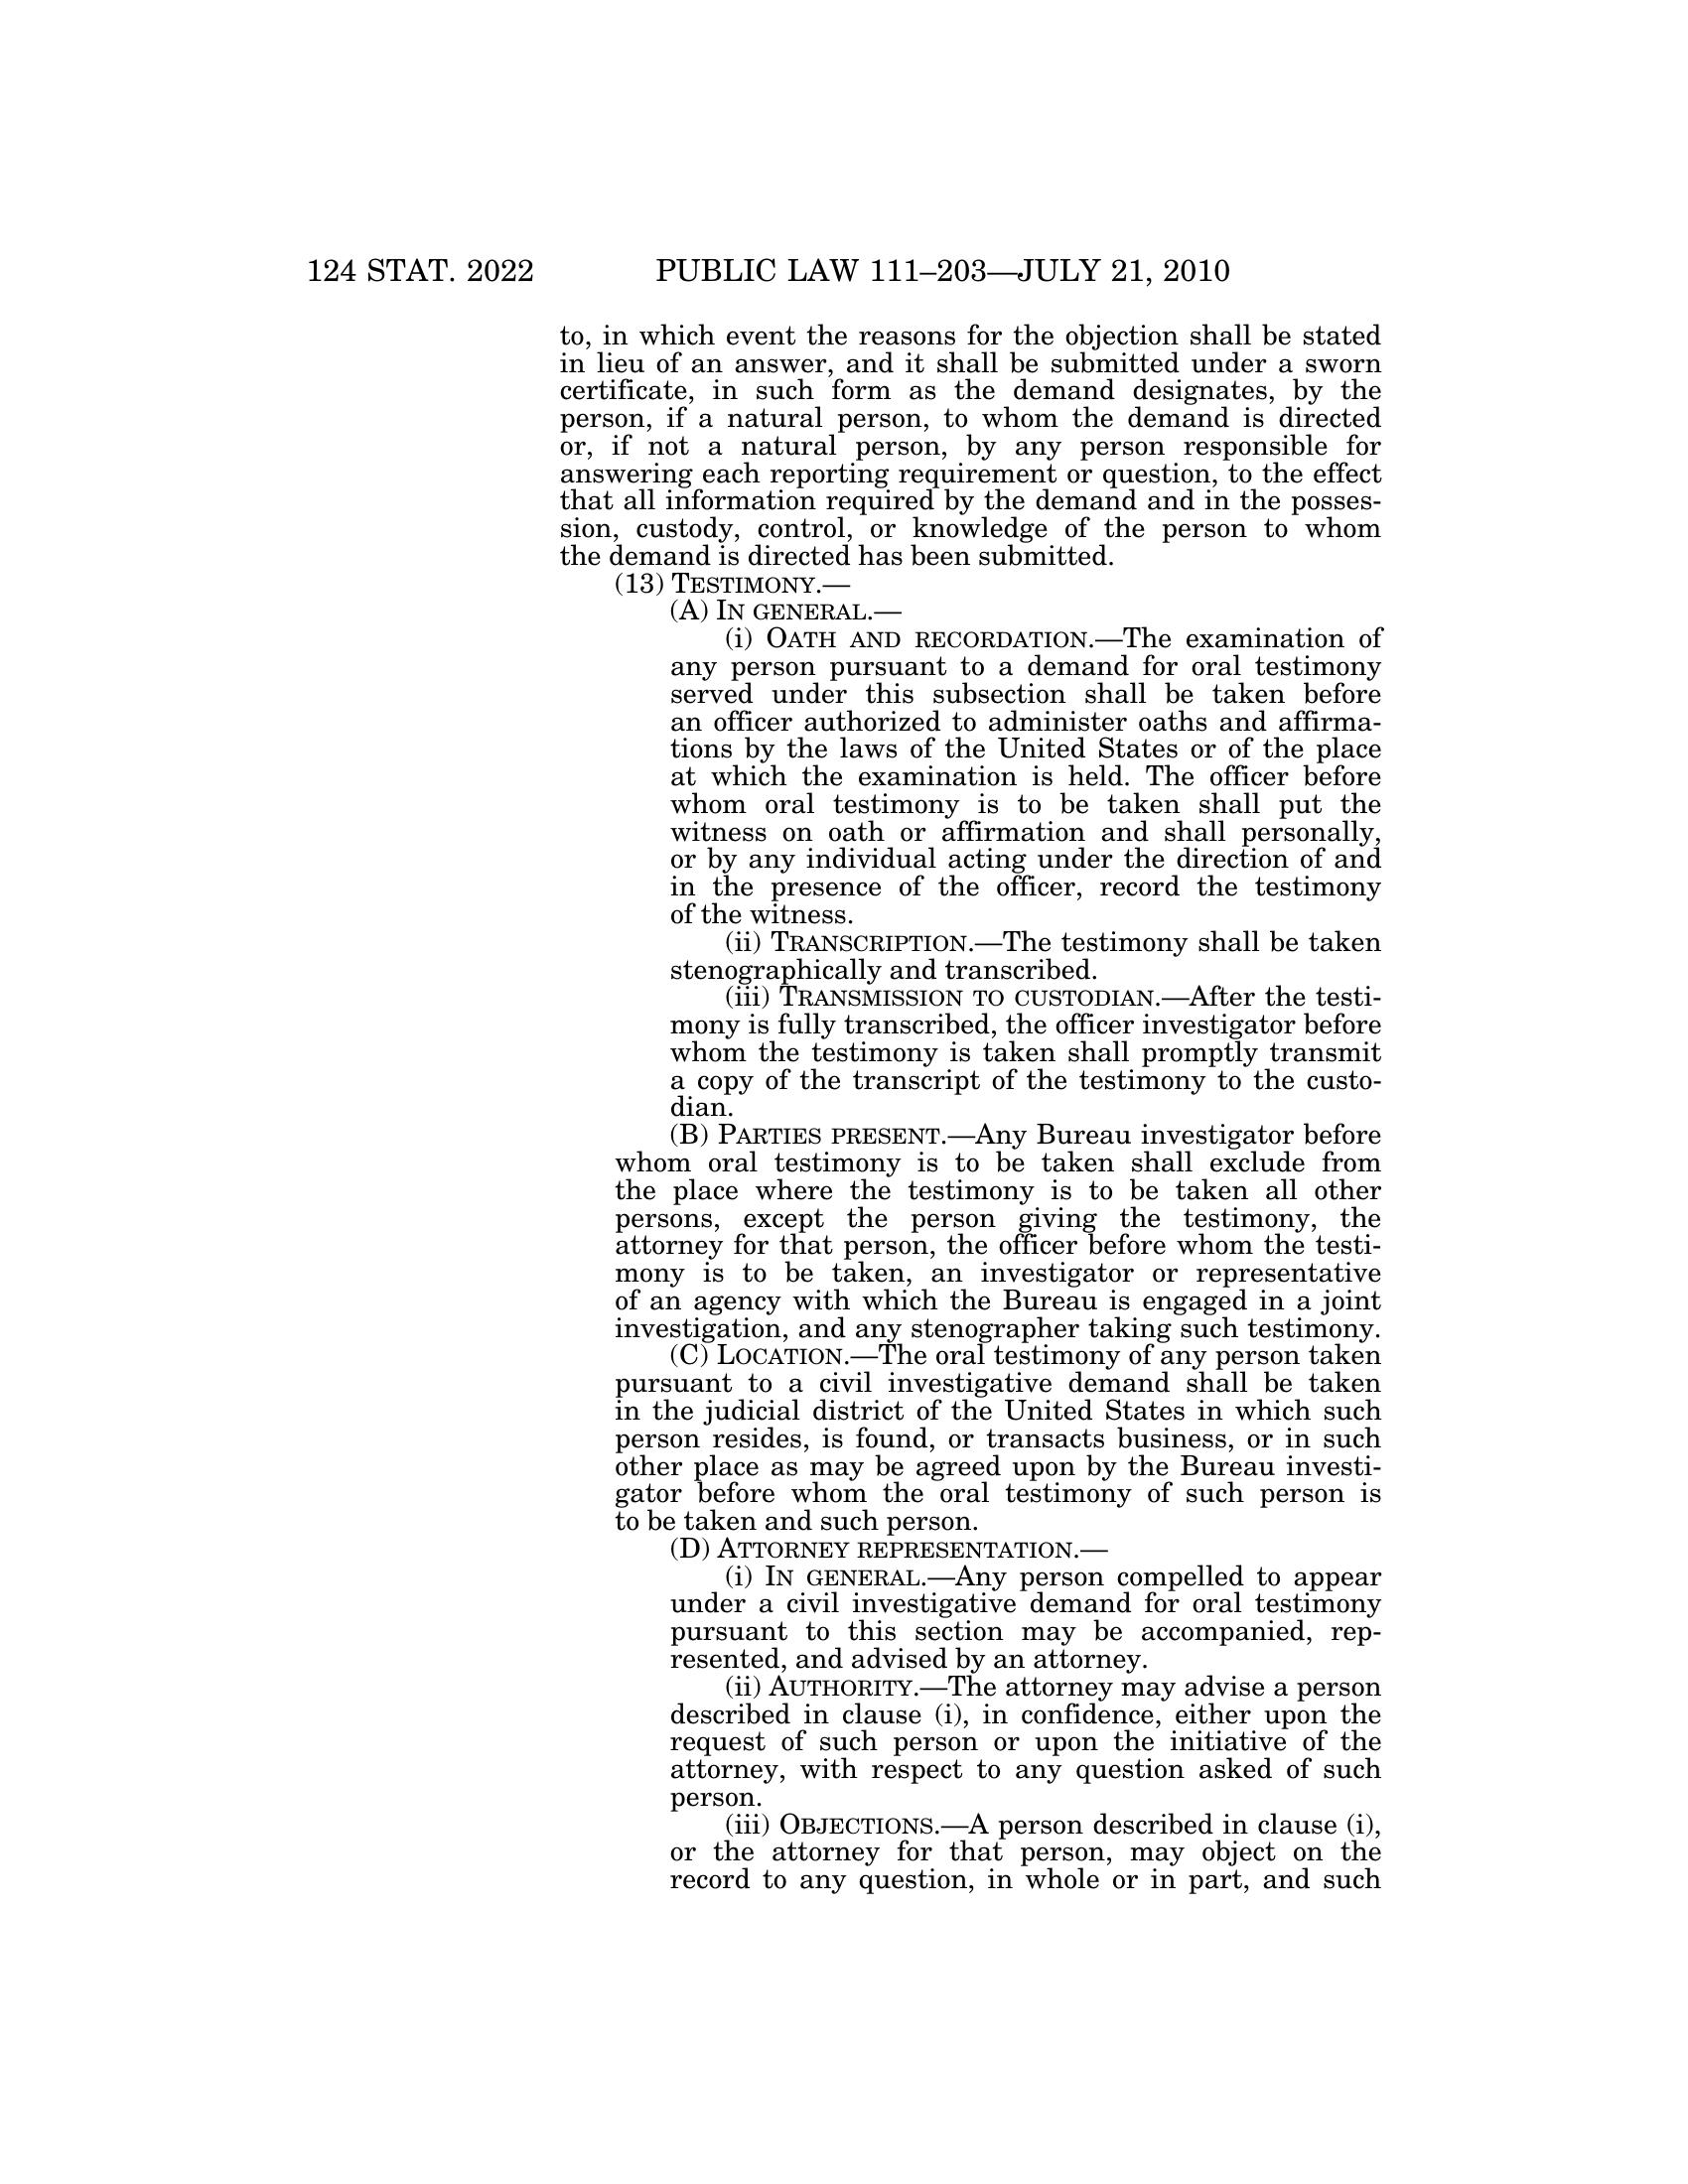 124 STAT. 2022 PUBLIC LAW 111–203—JULY 21, 2010
to, in which event the reasons for the objection shall be stated
in lieu of an answer, and it shall be submitted under a sworn
certificate, in such form as the demand designates, by the
person, if a natural person, to whom the demand is directed
or, if not a natural person, by any person responsible for
answering each reporting requirement or question, to the effect
that all information required by the demand and in the posses-
sion, custody, control, or knowledge of the person to whom
the demand is directed has been submitted.
(13) TESTIMONY.—
(A) IN GENERAL.—
(i) OATH AND RECORDATION.—The examination of
any person pursuant to a demand for oral testimony
served under this subsection shall be taken before
an officer authorized to administer oaths and affirma-
tions by the laws of the United States or of the place
at which the examination is held. The officer before
whom oral testimony is to be taken shall put the
witness on oath or affirmation and shall personally,
or by any individual acting under the direction of and
in the presence of the officer, record the testimony
of the witness.
(ii) TRANSCRIPTION.—The testimony shall be taken
stenographically and transcribed.
(iii) TRANSMISSION TO CUSTODIAN.—After the testi-
mony is fully transcribed, the officer investigator before
whom the testimony is taken shall promptly transmit
a copy of the transcript of the testimony to the custo-
dian.
(B) PARTIES PRESENT.—Any Bureau investigator before
whom oral testimony is to be taken shall exclude from
the place where the testimony is to be taken all other
persons, except the person giving the testimony, the
attorney for that person, the officer before whom the testi-
mony is to be taken, an investigator or representative
of an agency with which the Bureau is engaged in a joint
investigation, and any stenographer taking such testimony.
(C) LOCATION.—The oral testimony of any person taken
pursuant to a civil investigative demand shall be taken
in the judicial district of the United States in which such
person resides, is found, or transacts business, or in such
other place as may be agreed upon by the Bureau investi-
gator before whom the oral testimony of such person is
to be taken and such person.
(D) ATTORNEY REPRESENTATION.—
(i) IN GENERAL.—Any person compelled to appear
under a civil investigative demand for oral testimony
pursuant to this section may be accompanied, rep-
resented, and advised by an attorney.
(ii) AUTHORITY.—The attorney may advise a person
described in clause (i), in confidence, either upon the
request of such person or upon the initiative of the
attorney, with respect to any question asked of such
person.
(iii) OBJECTIONS.—A person described in clause (i),
or the attorney for that person, may object on the
record to any question, in whole or in part, and such